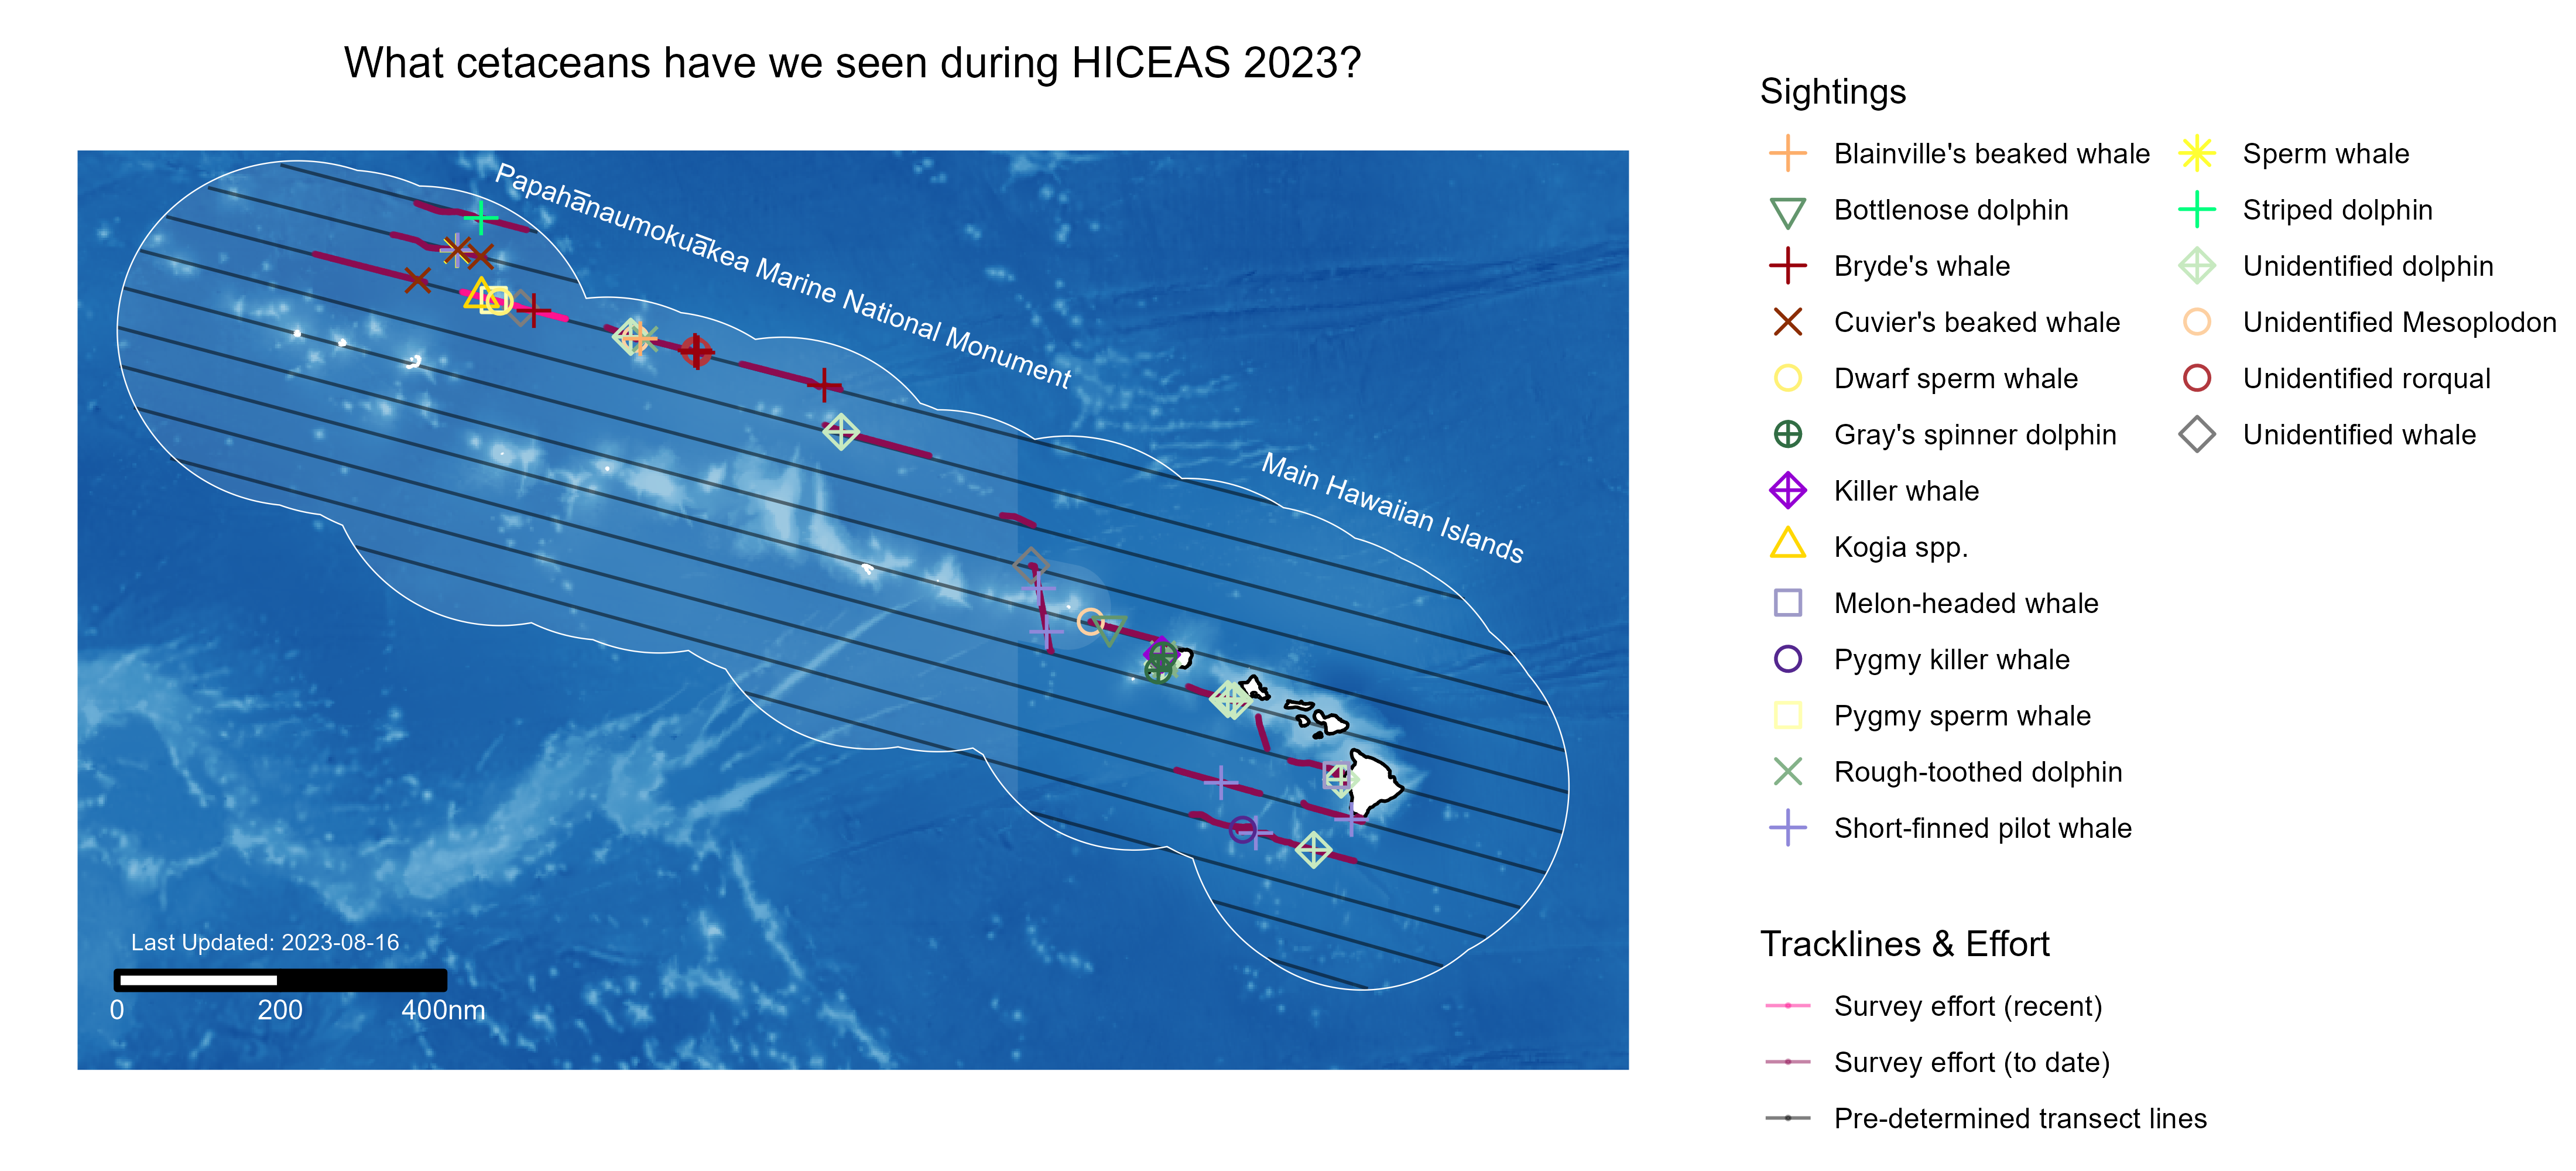 What cetaceans have we seen during HICEAS 2023?
Papahānaumokuākea Marine National Monument
Main Hawaiian Islands
Last Updated: 2023-08-16
0 200 400nm
Sightings
Blainville's beaked whale
Bottlenose dolphin
Bryde's whale
Cuvier's beaked whale
Dwarf sperm whale
Gray's spinner dolphin
Killer whale
Kogia spp.
Melon-headed whale
Pygmy killer whale
Pygmy sperm whale
Rough-toothed dolphin
Short-finned pilot whale
Sperm whale
Striped dolphin
Unidentified dolphin
Unidentified Mesoplodon
Unidentified rorqual
Unidentified whale
Tracklines & Effort
Survey effort (recent)
Survey effort (to date)
Pre-determined transect lines